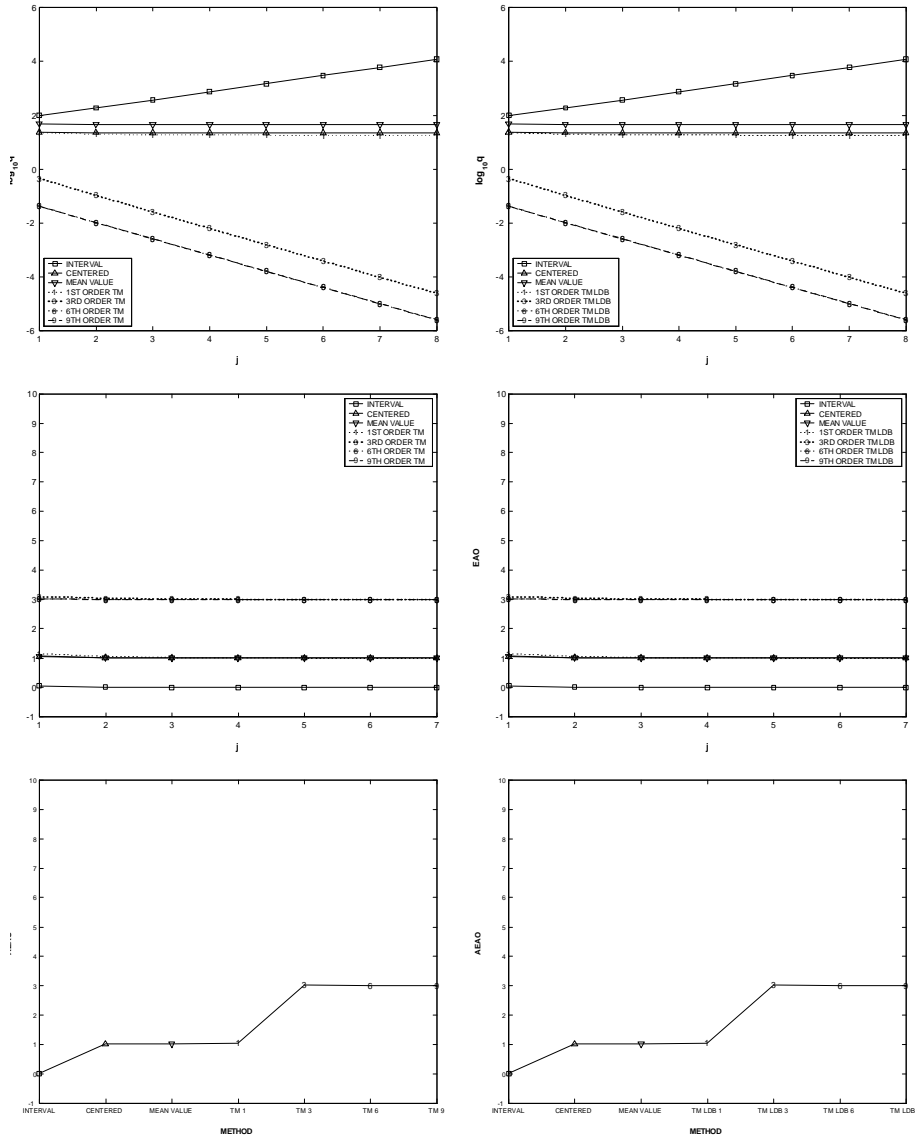 6
4
2
0
-2
-4
-6
INTERVAL
CENTERED
MEAN VALUE
1ST ORDER TM
3RD ORDER TM
6TH ORDER TM
9TH ORDER TM
1 2 3 4 5 6 7 8
j
6
4
2
0
-2
-4
-6
log10q
INTERVAL
CENTERED
MEAN VALUE
1ST ORDER TM LDB
3RD ORDER TM LDB
6TH ORDER TM LDB
9TH ORDER TM LDB
1 2 3 4 5 6 7 8
j
10
9
8
7
6
5
4
3
2
1
0
-1
INTERVAL
CENTERED
MEAN VALUE
1ST ORDER TM
3RD ORDER TM
6TH ORDER TM
9TH ORDER TM
1 2 3 4 5 6 7
j
10
9
8
7
6
5
4
3
2
1
0
-1
EAO
INTERVAL
CENTERED
MEAN VALUE
1ST ORDER TM LDB
3RD ORDER TM LDB
6TH ORDER TM LDB
9TH ORDER TM LDB
1 2 3 4 5 6 7
j
10
9
8
7
6
5
4
3
2
1
0
-1
INTERVAL CENTERED MEAN VALUE TM 1 TM 3 TM 6 TM 9
METHOD
10
9
8
7
6
5
4
3
2
1
0
-1
AEAO
INTERVAL CENTERED MEAN VALUE TM LDB 1 TM LDB 3 TM LDB 6 TM LDB
METHOD